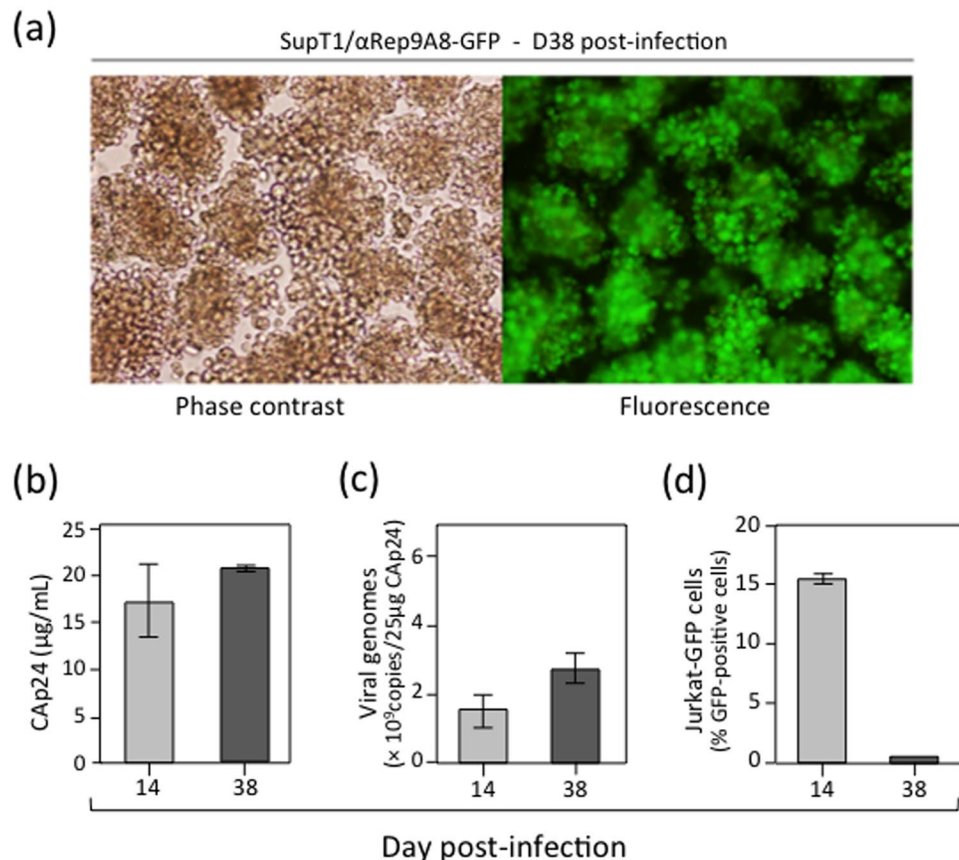 (a)
SupT1/αRep9A8-GFP - D38 post-infection
Phase contrast
Fluorescence
(b)
CAp24 (µg/mL)
25
20
15
10
5
0
14
38
(c)
Viral genomes
(× 10⁹copies/25µg CAp24)
6
4
2
0
14
38
(d)
Jurkat-GFP cells
(% GFP-positive cells)
20
15
10
5
0
14
38
Day post-infection